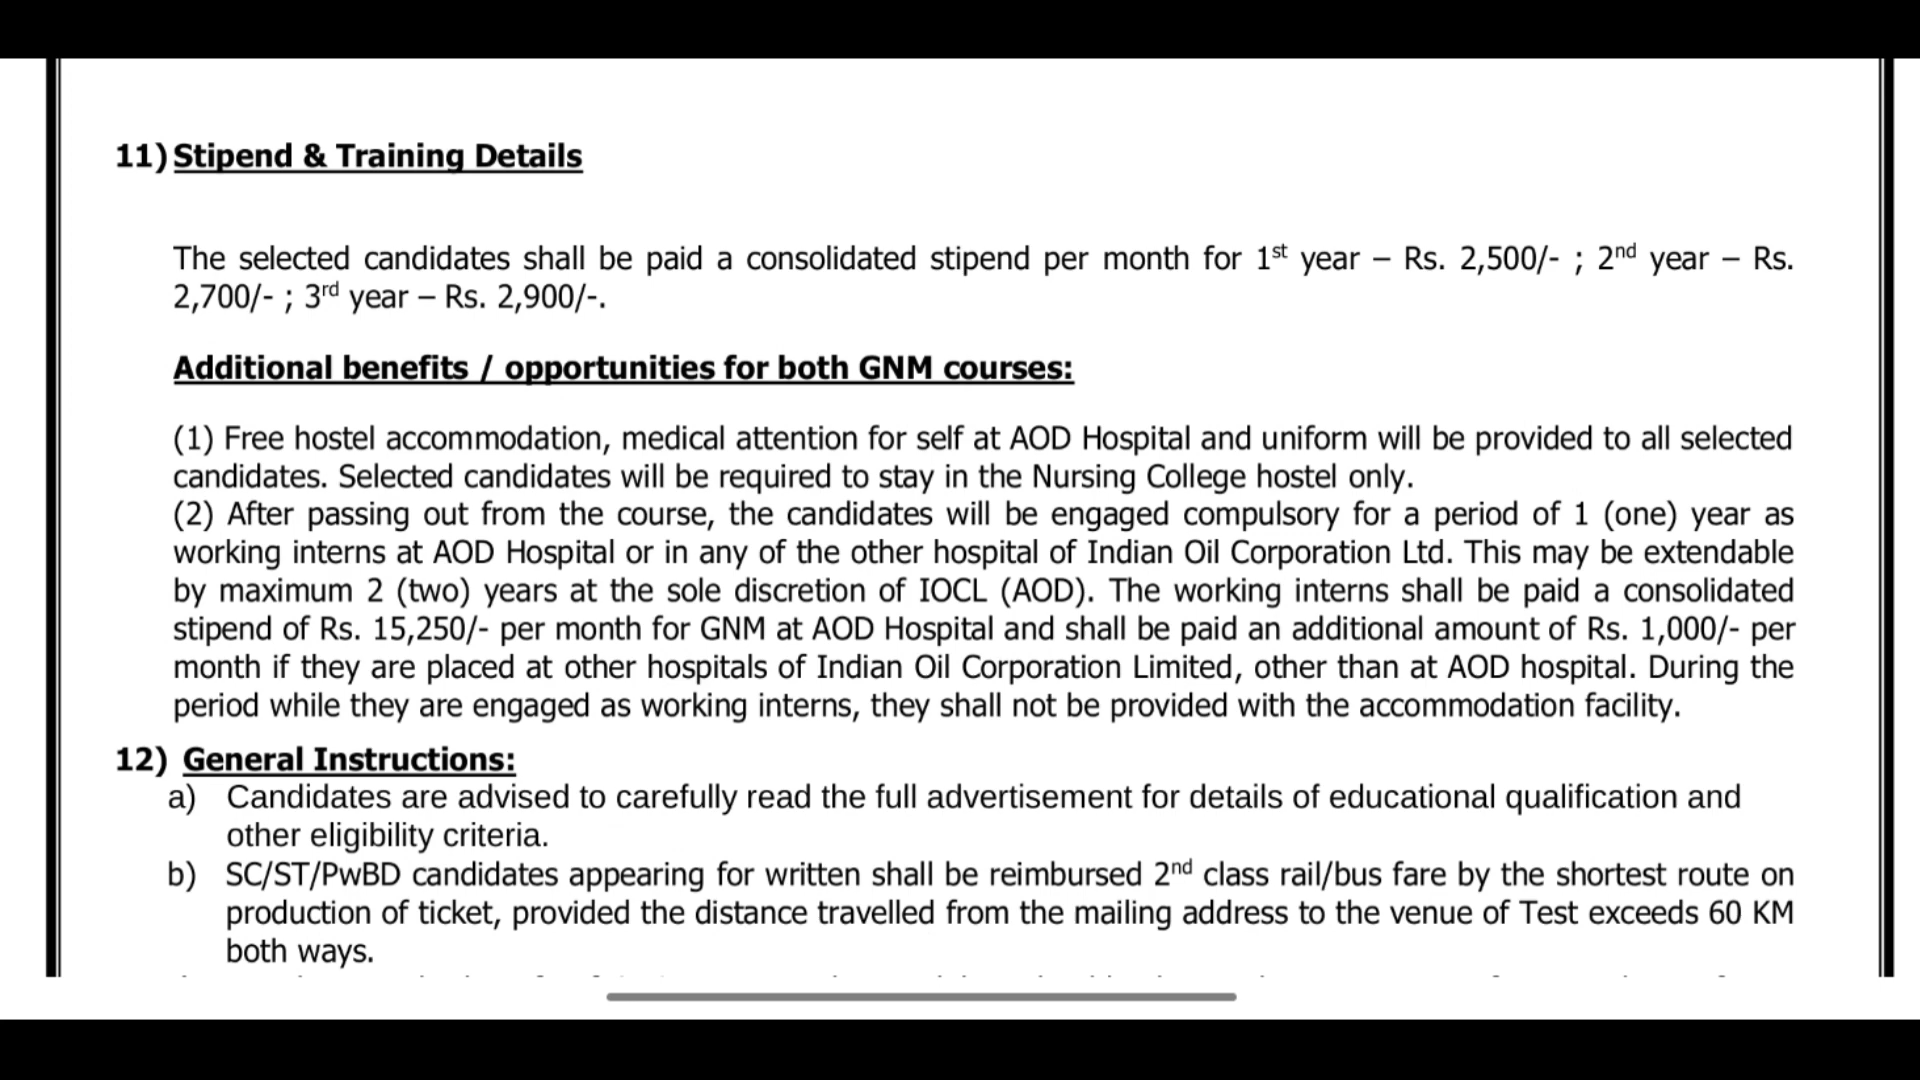 11) Stipend & Training Details
The selected candidates shall be paid a consolidated stipend per month for 1st year – Rs. 2,500/- ; 2nd year – Rs.
2,700/- ; 3rd year – Rs. 2,900/-.
Additional benefits / opportunities for both GNM courses:
(1) Free hostel accommodation, medical attention for self at AOD Hospital and uniform will be provided to all selected
candidates. Selected candidates will be required to stay in the Nursing College hostel only.
(2) After passing out from the course, the candidates will be engaged compulsory for a period of 1 (one) year as
working interns at AOD Hospital or in any of the other hospital of Indian Oil Corporation Ltd. This may be extendable
by maximum 2 (two) years at the sole discretion of IOCL (AOD). The working interns shall be paid a consolidated
stipend of Rs. 15,250/- per month for GNM at AOD Hospital and shall be paid an additional amount of Rs. 1,000/- per
month if they are placed at other hospitals of Indian Oil Corporation Limited, other than at AOD hospital. During the
period while they are engaged as working interns, they shall not be provided with the accommodation facility.
12) General Instructions:
a) Candidates are advised to carefully read the full advertisement for details of educational qualification and
other eligibility criteria.
b) SC/ST/PwBD candidates appearing for written shall be reimbursed 2nd class rail/bus fare by the shortest route on
production of ticket, provided the distance travelled from the mailing address to the venue of Test exceeds 60 KM
both ways.